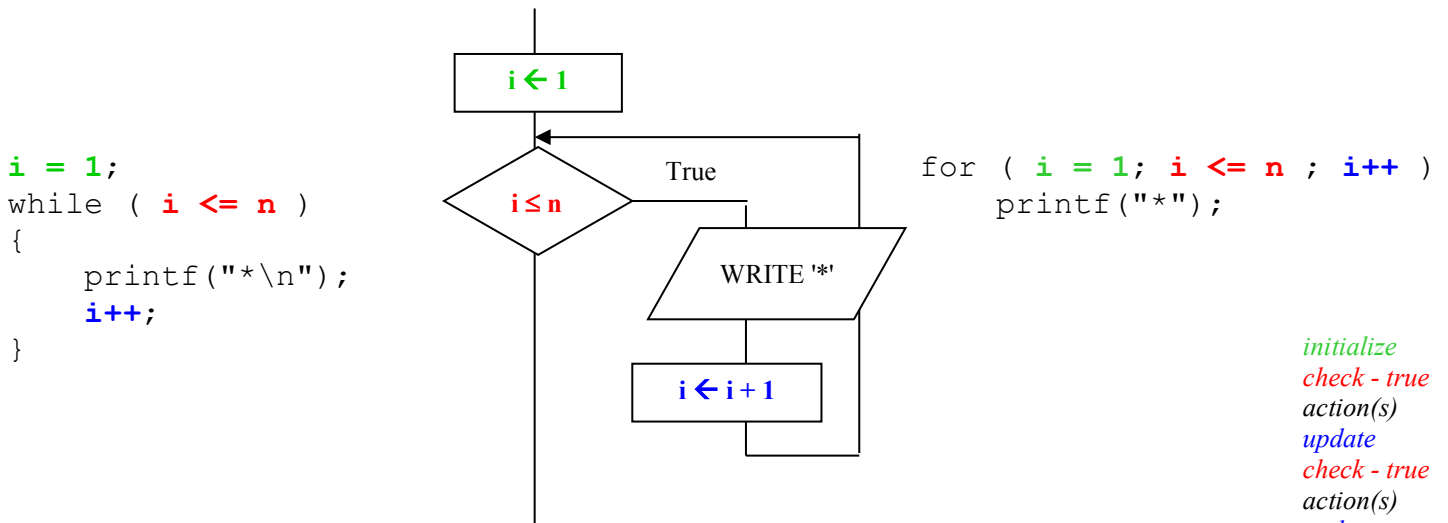 i = 1;
while ( i <= n )
{
printf("*\n");
i++;
}
i ← 1
True
i ≤ n
WRITE '*'
i ← i + 1
for ( i = 1; i <= n ; i++ )
printf("*");
initialize
check - true
action(s)
update
check - true
action(s)